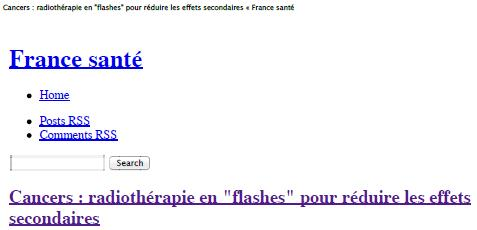 Cancers : radiothérapie en "flashes" pour réduire les effets secondaires « France santé
France santé
Home
Posts RSS
Comments RSS
Search
Cancers : radiothérapie en "flashes" pour réduire les effets
secondaires